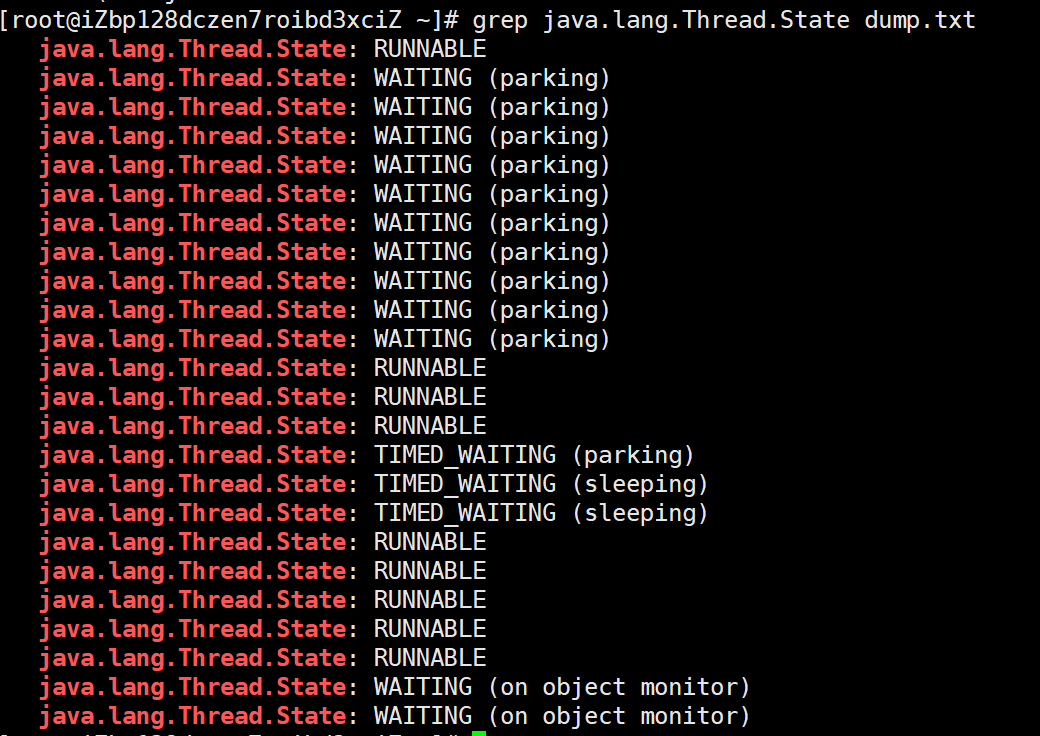 [root@iZbp128dczen7roibd3xciZ ~]# grep java.lang.Thread.State dump.txt
java.lang.Thread.State: RUNNABLE
java.lang.Thread.State: WAITING (parking)
java.lang.Thread.State: WAITING (parking)
java.lang.Thread.State: WAITING (parking)
java.lang.Thread.State: WAITING (parking)
java.lang.Thread.State: WAITING (parking)
java.lang.Thread.State: WAITING (parking)
java.lang.Thread.State: WAITING (parking)
java.lang.Thread.State: WAITING (parking)
java.lang.Thread.State: WAITING (parking)
java.lang.Thread.State: WAITING (parking)
java.lang.Thread.State: RUNNABLE
java.lang.Thread.State: RUNNABLE
java.lang.Thread.State: RUNNABLE
java.lang.Thread.State: TIMED_WAITING (parking)
java.lang.Thread.State: TIMED_WAITING (sleeping)
java.lang.Thread.State: TIMED_WAITING (sleeping)
java.lang.Thread.State: RUNNABLE
java.lang.Thread.State: RUNNABLE
java.lang.Thread.State: RUNNABLE
java.lang.Thread.State: RUNNABLE
java.lang.Thread.State: RUNNABLE
java.lang.Thread.State: WAITING (on object monitor)
java.lang.Thread.State: WAITING (on object monitor)